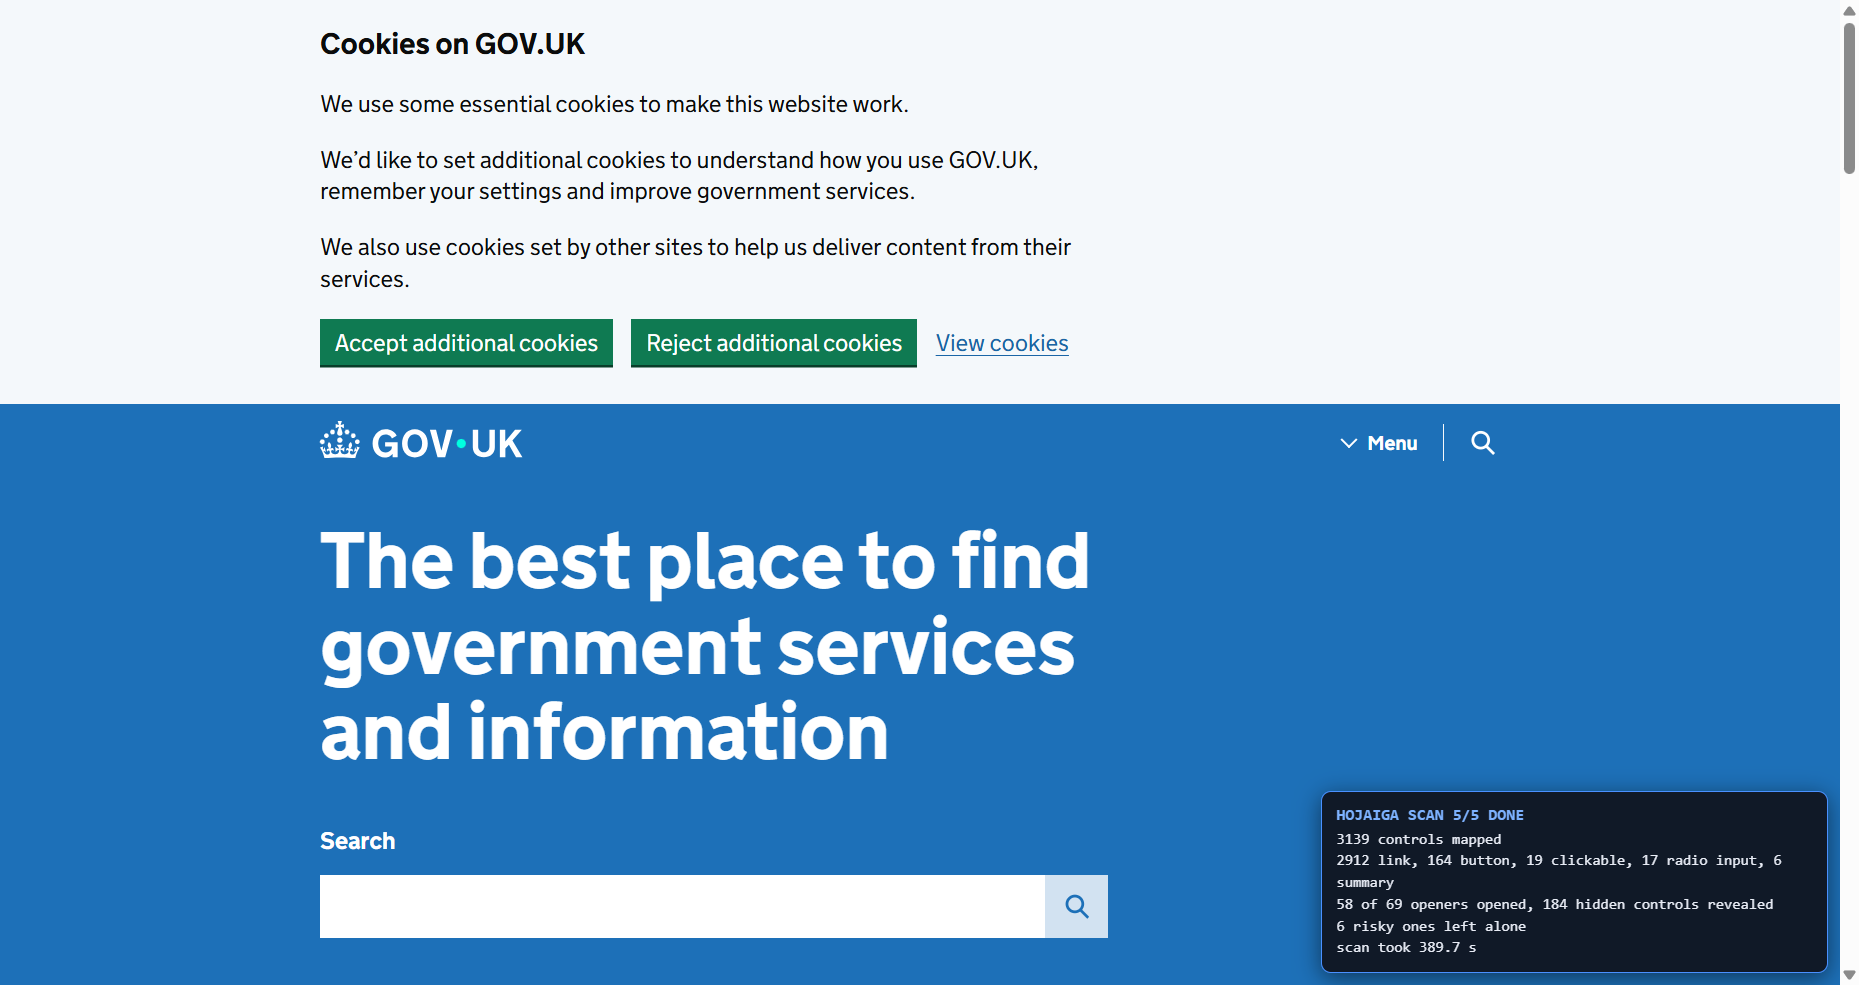 Cookies on GOV.UK
We use some essential cookies to make this website work.
We’d like to set additional cookies to understand how you use GOV.UK,
remember your settings and improve government services.
We also use cookies set by other sites to help us deliver content from their
services.
Accept additional cookies
Reject additional cookies
View cookies
GOV·UK
Menu
The best place to find
government services
and information
Search
HOJAIGA SCAN 5/5 DONE
3139 controls mapped
2912 link, 164 button, 19 clickable, 17 radio input, 6
summary
58 of 69 openers opened, 184 hidden controls revealed
6 risky ones left alone
scan took 389.7 s